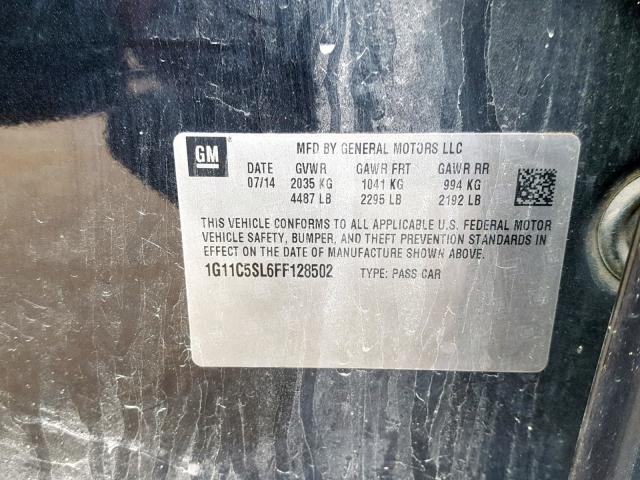 GM MFD BY GENERAL MOTORS LLC
DATE GVWR GAWR FRT GAWR RR
07/14 2035 KG 1041 KG 994 KG
4487 LB 2295 LB 2192 LB
THIS VEHICLE CONFORMS TO ALL APPLICABLE U.S. FEDERAL MOTOR
VEHICLE SAFETY, BUMPER, AND THEFT PREVENTION STANDARDS IN
EFFECT ON THE DATE OF MANUFACTURE SHOWN ABOVE.
1G11C5SL6FF128502 TYPE: PASS CAR